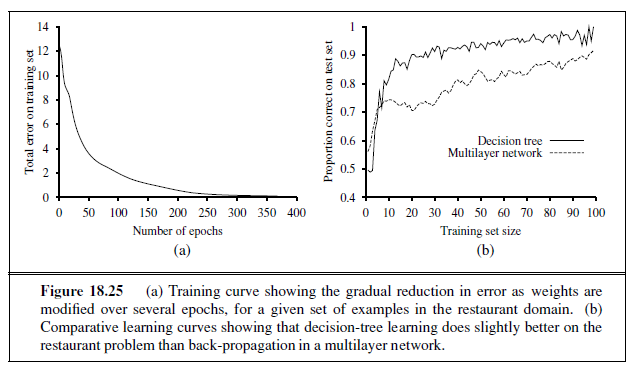 14
12
10
8
6
4
2
0
Total error on training set
0 50 100 150 200 250 300 350 400
Number of epochs
(a)
1
0.9
0.8
0.7
0.6
0.5
0.4
Proportion correct on test set
Decision tree
Multilayer network
0 10 20 30 40 50 60 70 80 90 100
Training set size
(b)
Figure 18.25 (a) Training curve showing the gradual reduction in error as weights are
modified over several epochs, for a given set of examples in the restaurant domain. (b)
Comparative learning curves showing that decision-tree learning does slightly better on the
restaurant problem than back-propagation in a multilayer network.